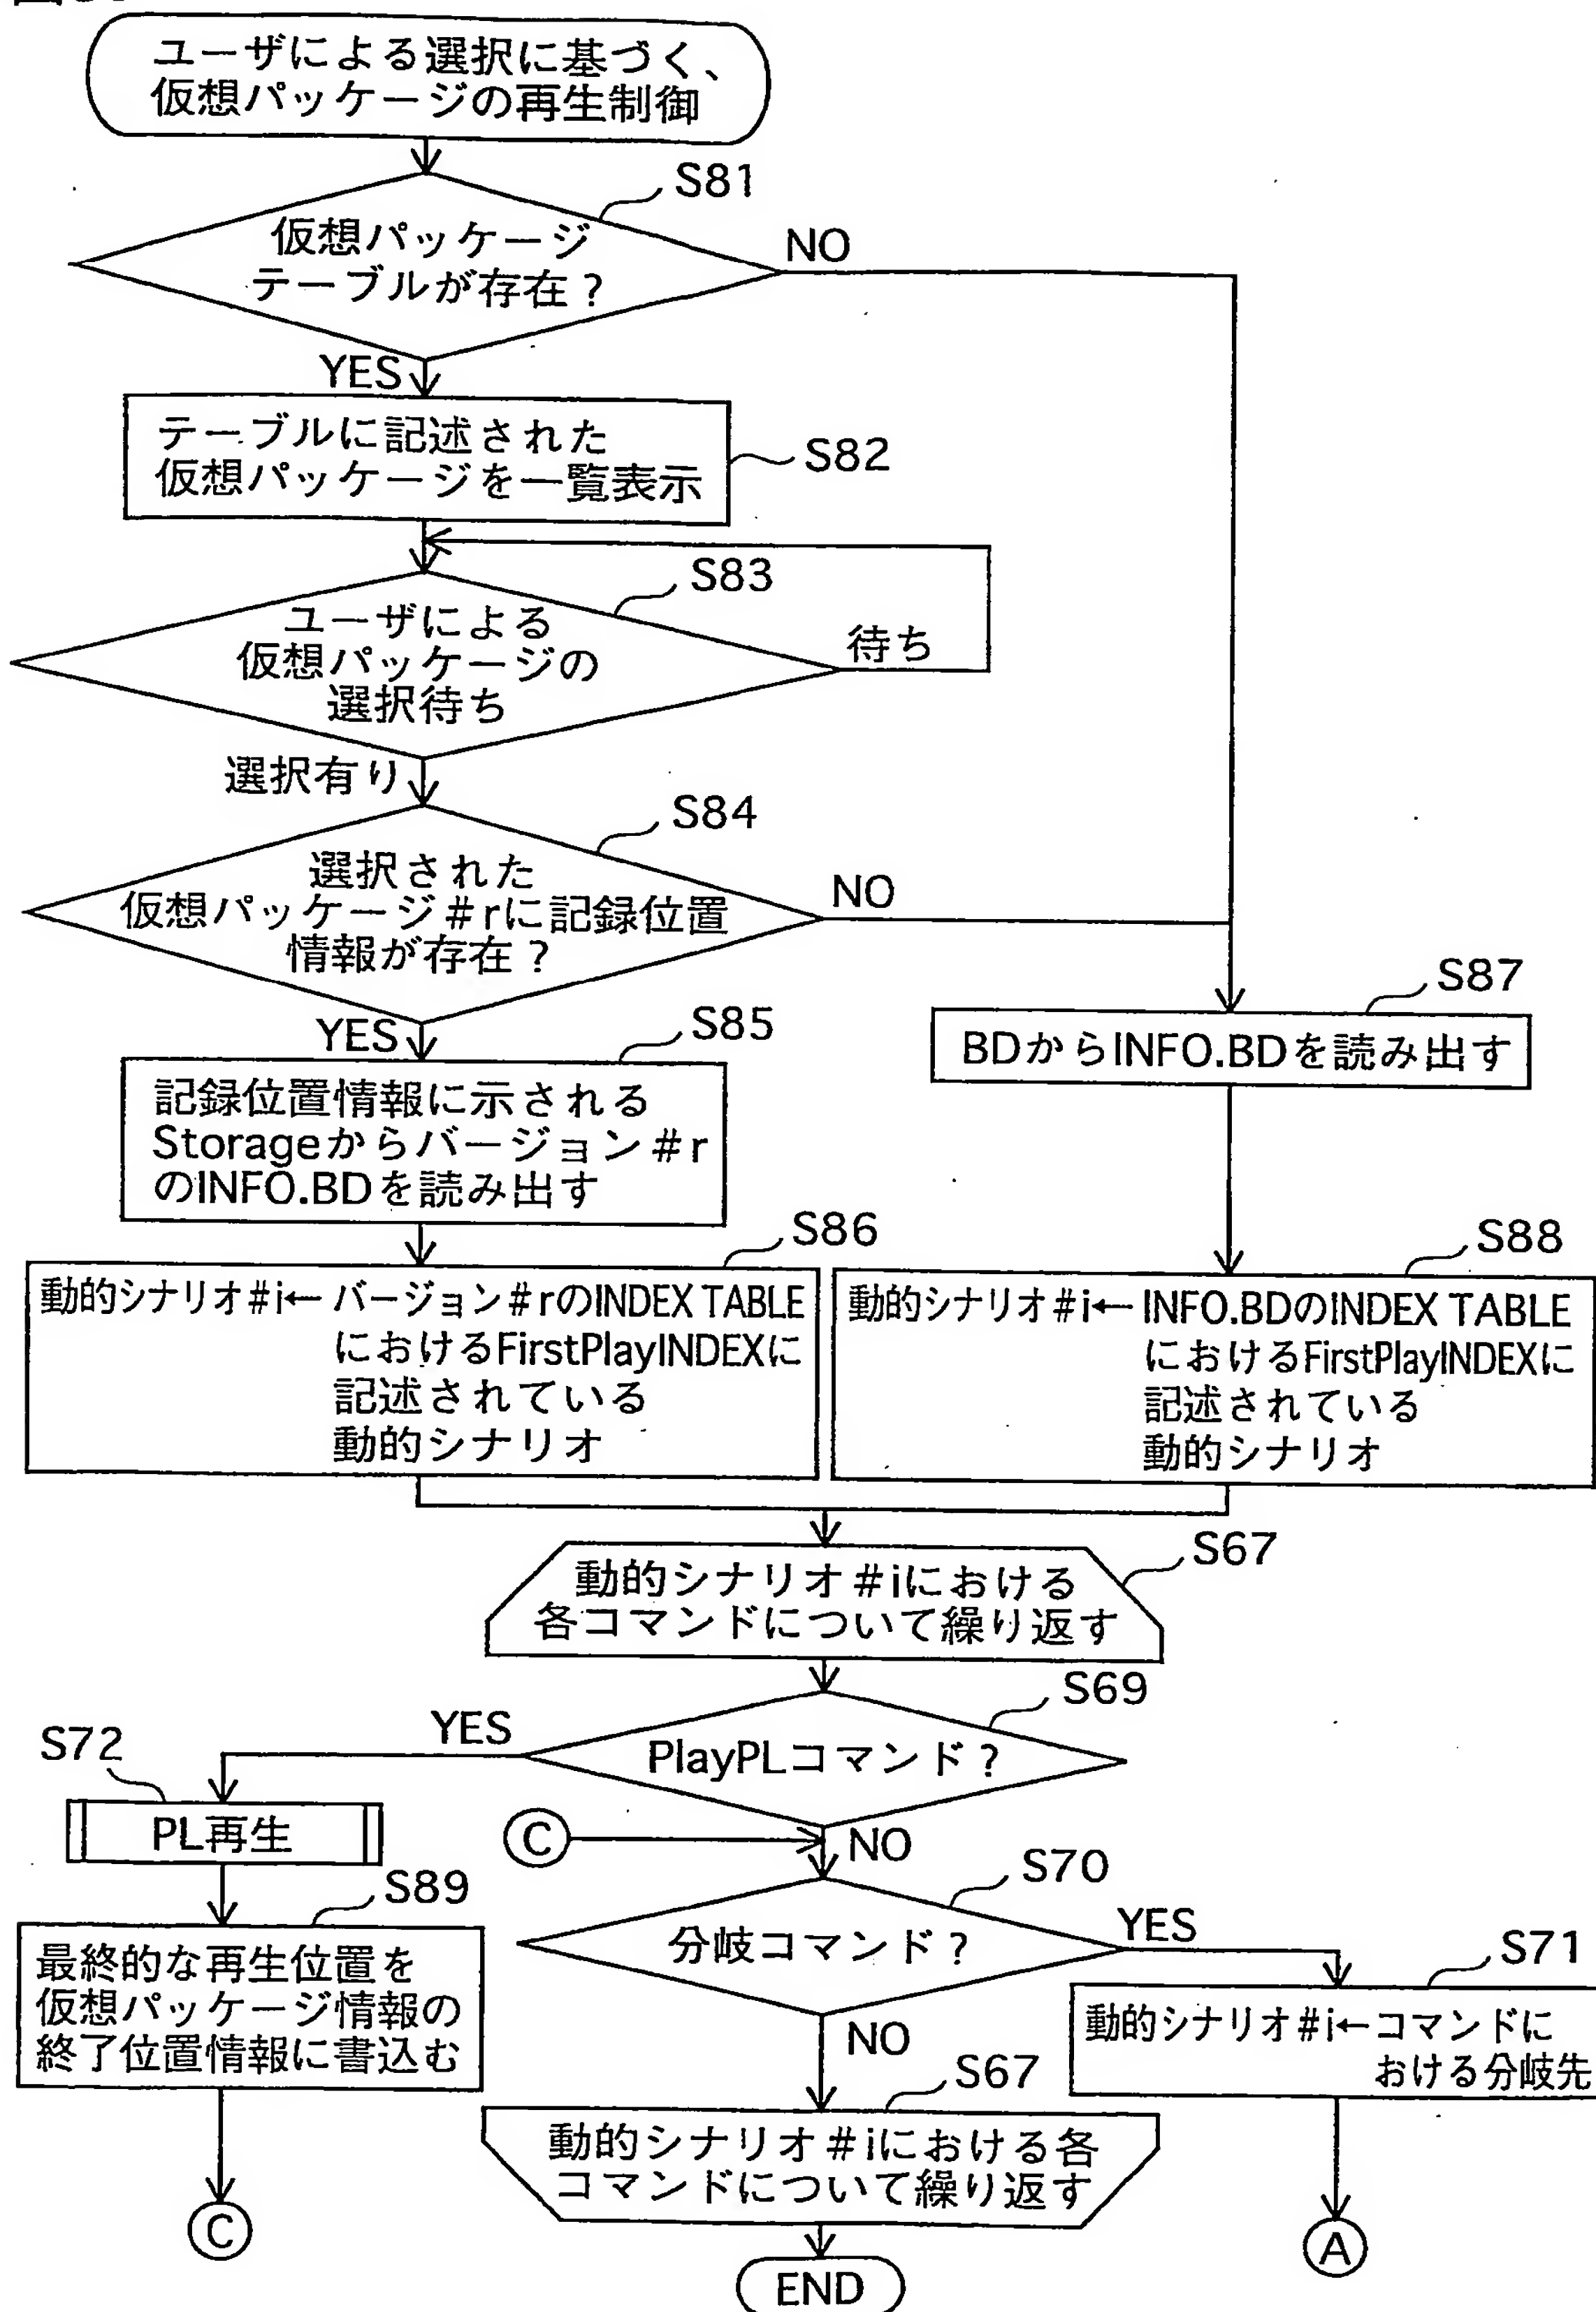 ユーザによる選択に基づく、
仮想パッケージの再生制御
S81
仮想パッケージ
テーブルが存在?
NO
YES
テーブルに記述された
仮想パッケージを一覧表示
S82
S83
ユーザによる
仮想パッケージの
選択待ち
待ち
選択有り
S84
選択された
仮想パッケージ#rに記録位置
情報が存在?
NO
YES
S85
記録位置情報に示される
Storageからバージョン#r
のINFO.BDを読み出す
S87
BDからINFO.BDを読み出す
S86
動的シナリオ#i← バージョン#rのINDEX TABLE
におけるFirstPlayINDEXに
記述されている
動的シナリオ
S88
動的シナリオ#i← INFO.BDのINDEX TABLE
におけるFirstPlayINDEXに
記述されている
動的シナリオ
S67
動的シナリオ#iにおける
各コマンドについて繰り返す
S69
PlayPLコマンド?
YES
S72
PL再生
C
NO
S89
最終的な再生位置を
仮想パッケージ情報の
終了位置情報に書込む
C
S70
分岐コマンド?
YES
S71
動的シナリオ#i←コマンドに
おける分岐先
A
NO
S67
動的シナリオ#iにおける各
コマンドについて繰り返す
END